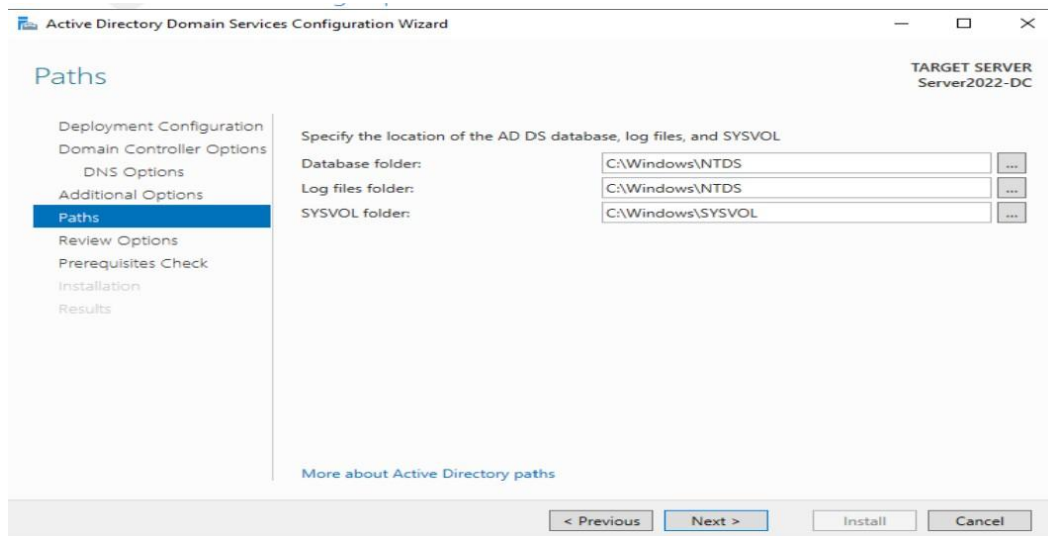 Active Directory Domain Services Configuration Wizard
Paths
TARGET SERVER
Server2022-DC
Deployment Configuration
Domain Controller Options
DNS Options
Additional Options
Paths
Review Options
Prerequisites Check
Installation
Results
Specify the location of the AD DS database, log files, and SYSVOL
Database folder: C:\Windows\NTDS ...
Log files folder: C:\Windows\NTDS ...
SYSVOL folder: C:\Windows\SYSVOL ...
More about Active Directory paths
< Previous Next > Install Cancel